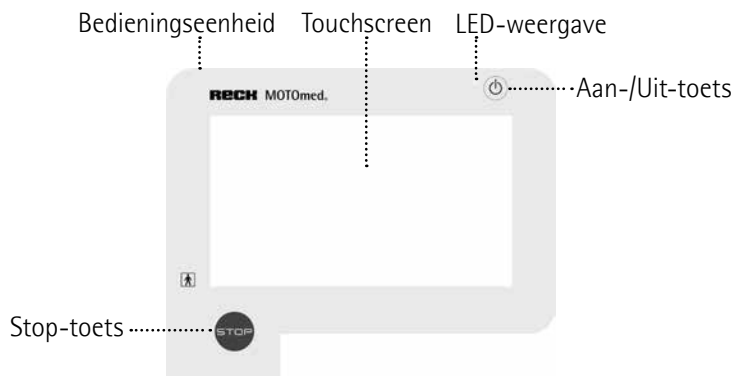 Bedieningseenheid Touchscreen LED-weergave
Aan-/Uit-toets
RECK MOTOmed.
Stop-toets
STOP